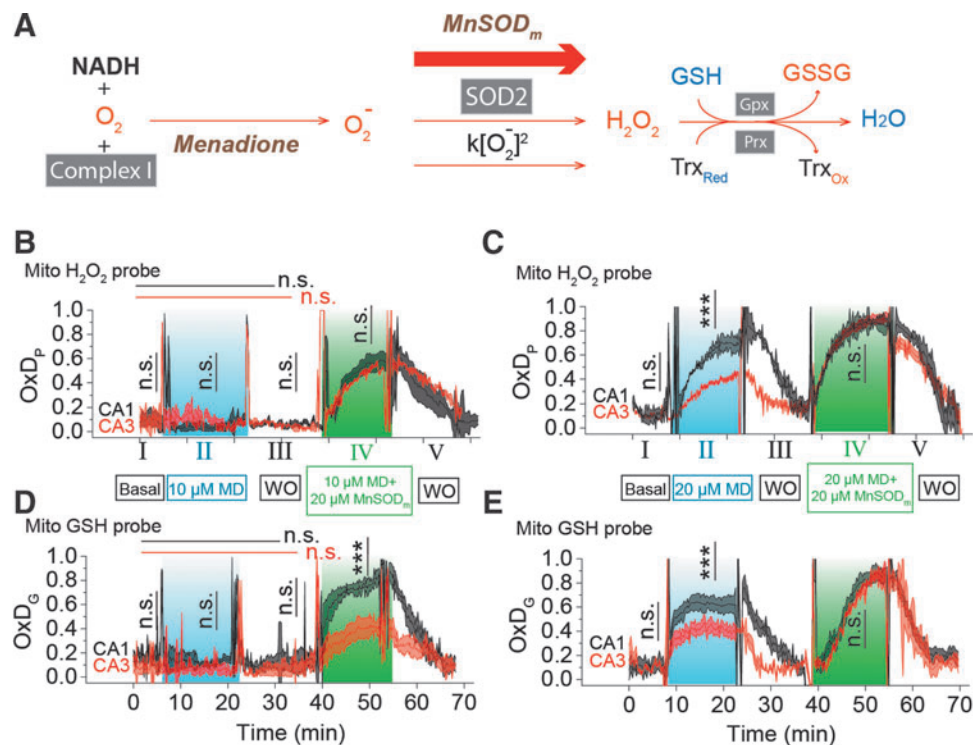 A
MnSOD_m
NADH
+
O2
+
Complex I
Menadione
O2-
SOD2
k[O2-]²
H2O2
GSH
GSSG
Gpx
Prx
H2O
TrxRed
TrxOx
B
Mito H2O2 probe
n.s.
n.s.
OxDP
1.0
0.8
0.6
0.4
0.2
0.0
CA1
CA3
n.s.
n.s.
n.s.
n.s.
I
II
III
IV
V
C
Mito H2O2 probe
OxDP
1.0
0.8
0.6
0.4
0.2
0.0
CA1
CA3
n.s.
***
n.s.
I
II
III
IV
V
Basal
10 µM MD
WO
10 µM MD+
20 µM MnSODm
WO
Basal
20 µM MD
WO
20 µM MD+
20 µM MnSODm
WO
D
Mito GSH probe
n.s.
n.s.
OxDG
1.0
0.8
0.6
0.4
0.2
0.0
CA1
CA3
n.s.
n.s.
n.s.
***
0 10 20 30 40 50 60 70
Time (min)
E
Mito GSH probe
OxDG
1.0
0.8
0.6
0.4
0.2
0.0
CA1
CA3
n.s.
***
n.s.
0 10 20 30 40 50 60 70
Time (min)